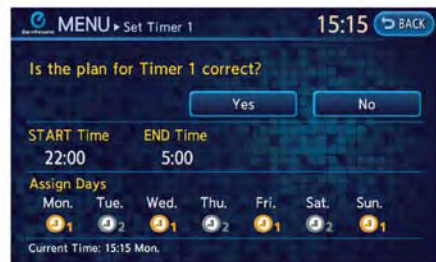 MENU ▸ Set Timer 1 15:15 BACK
Is the plan for Timer 1 correct?
Yes No
START Time END Time
22:00 5:00
Assign Days
Mon. Tue. Wed. Thu. Fri. Sat. Sun.
1 2 1 2 1 2 1
Current Time: 15:15 Mon.